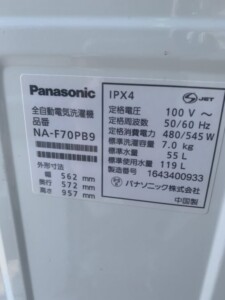 Panasonic
全自動電気洗濯機
品番
NA-F70PB9
外形寸法
幅 562 mm
奥行 572 mm
高さ 957 mm
IPX4
JET
定格電圧 100 V ~
定格周波数 50/60 Hz
定格消費電力 480/545 W
標準洗濯容量 7.0 kg
標準水量 55 L
標準使用水量 119 L
製造番号 1643400933
パナソニック株式会社
中国製